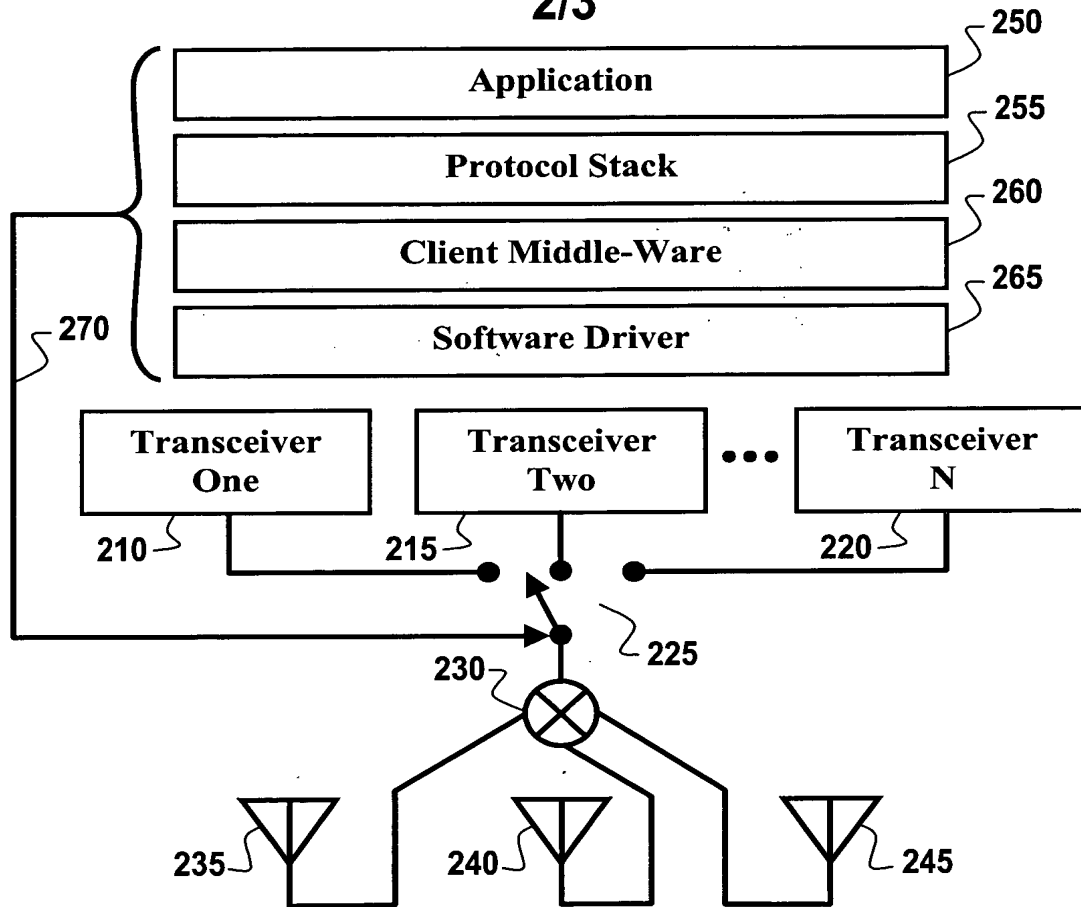 2/3
250
Application
255
Protocol Stack
260
Client Middle-Ware
265
270
Software Driver
Transceiver One
Transceiver Two
Transceiver N
210
215
220
225
230
235
240
245